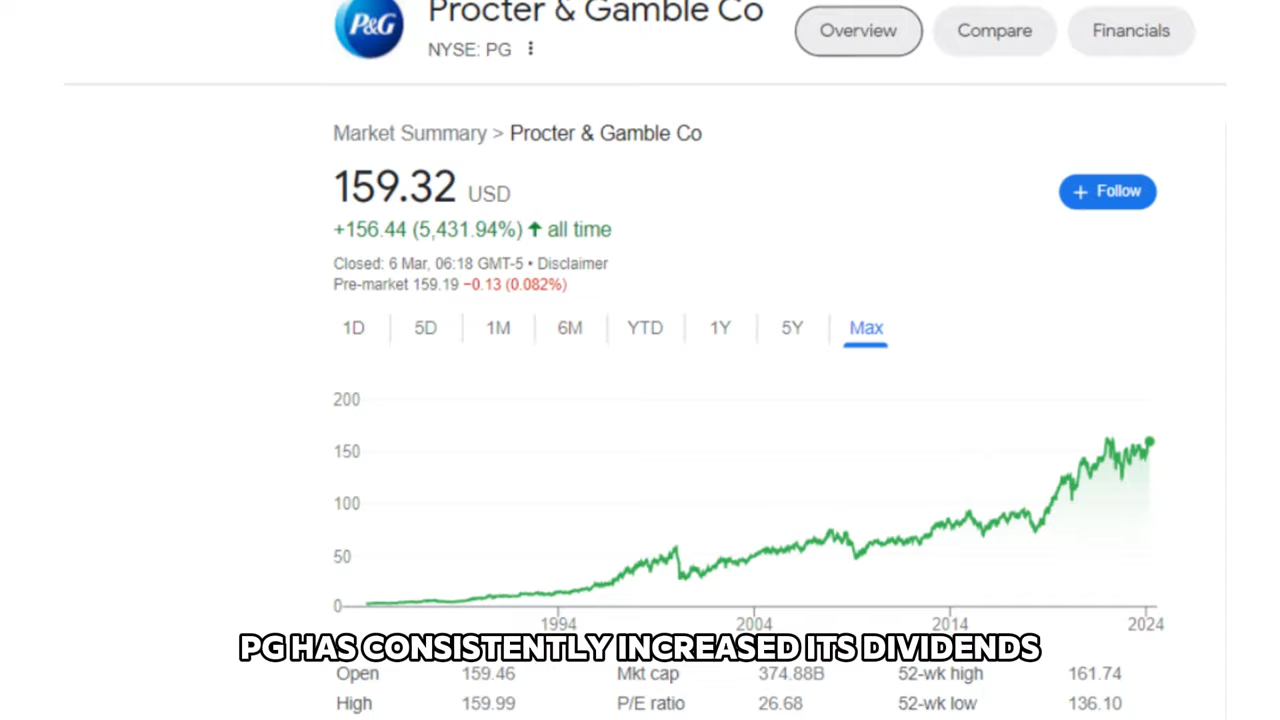 P&G
Procter & Gamble Co
NYSE: PG
Overview
Compare
Financials
Market Summary > Procter & Gamble Co
159.32 USD
+ Follow
+156.44 (5,431.94%) ↑ all time
Closed: 6 Mar, 06:18 GMT-5 • Disclaimer
Pre-market 159.19 −0.13 (0.082%)
1D 5D 1M 6M YTD 1Y 5Y Max
200
150
100
50
0
1994 2004 2014 2024
PG HAS CONSISTENTLY INCREASED ITS DIVIDENDS
Open 159.46 Mkt cap 374.88B 52-wk high 161.74
High 159.99 P/E ratio 26.68 52-wk low 136.10